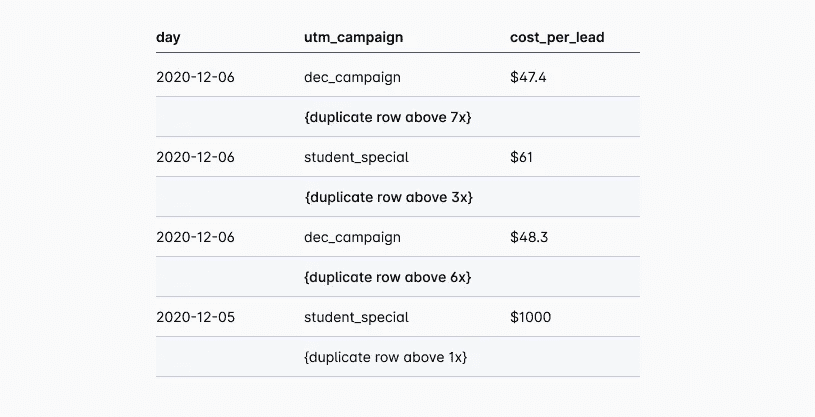 day utm_campaign cost_per_lead
2020-12-06 dec_campaign $47.4
{duplicate row above 7x}
2020-12-06 student_special $61
{duplicate row above 3x}
2020-12-06 dec_campaign $48.3
{duplicate row above 6x}
2020-12-05 student_special $1000
{duplicate row above 1x}